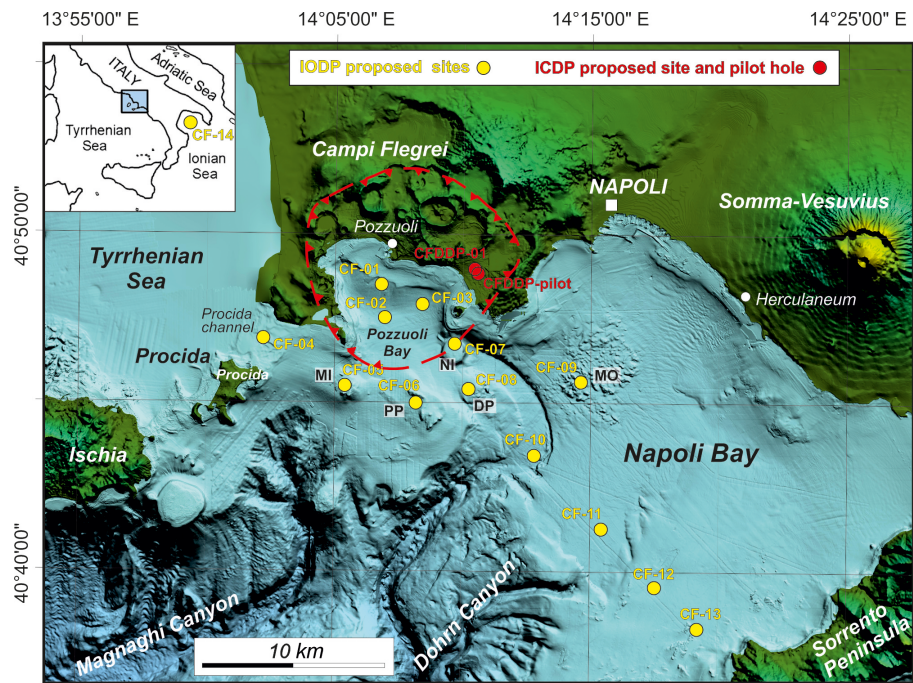 13°55'00" E
14°05'00"
14°15'00"
14°25'00"
40°50'00"
40°40'00"
IODP proposed sites
ICDP proposed site and pilot hole
ITALY
Adriatic Sea
Tyrrhenian
Sea
CF-14
Ionian
Sea
Campi Flegrei
NAPOLI
Somma-Vesuvius
Pozzuoli
Tyrrhenian
Sea
CFDDP-01
CFDDP-pilot
CF-01
CF-02
CF-03
Herculaneum
Procida
channel
CF-04
Pozzuoli
Bay
CF-07
Procida
Procida
MI
CF-05
CF-06
NI
CF-08
CF-09
MO
PP
DP
Ischia
CF-10
Napoli Bay
CF-11
CF-12
CF-13
Magnaghi Canyon
Dohrn Canyon
Sorrento
Peninsula
10 km